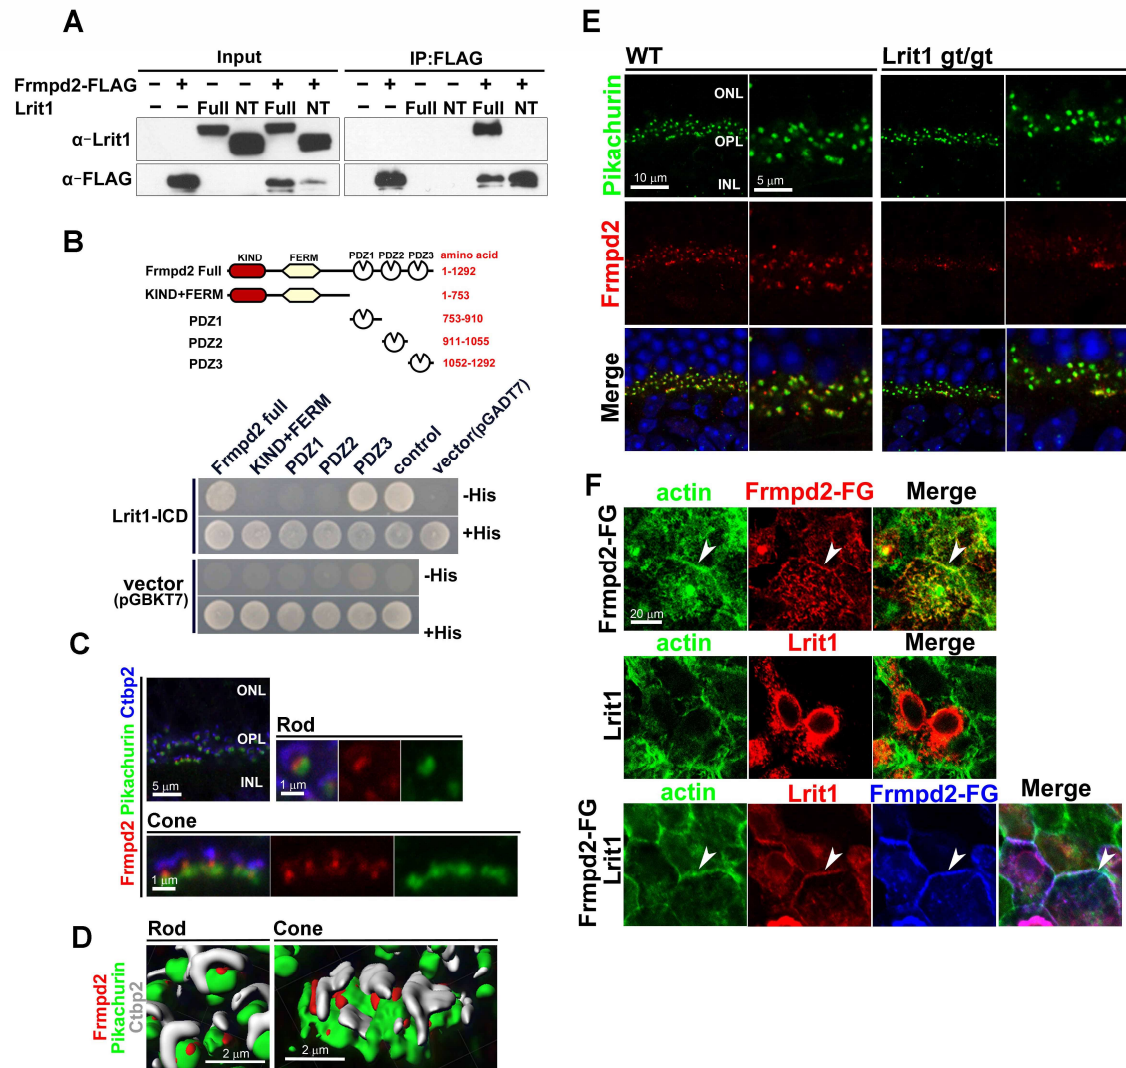 A
Input IP:FLAG
Frmpd2-FLAG − + − − + + − + − − + +
Lrit1 − − Full NT Full NT − − Full NT Full NT
α-Lrit1
α-FLAG
B
KIND FERM PDZ1 PDZ2 PDZ3 amino acid
Frmpd2 Full 1-1292
KIND+FERM 1-753
PDZ1 753-910
PDZ2 911-1055
PDZ3 1052-1292
Frmpd2 full KIND+FERM PDZ1 PDZ2 PDZ3 control vector(pGADT7)
Lrit1-ICD
-His
+His
vector
(pGBKT7)
-His
+His
C
Frmpd2 Pikachurin Ctbp2
ONL
OPL
INL
5 µm
Rod
1 µm
Cone
1 µm
D
Frmpd2
Pikachurin
Ctbp2
Rod Cone
2 µm 2 µm
E
WT Lrit1 gt/gt
Pikachurin
ONL
OPL
INL
10 µm 5 µm
Frmpd2
Merge
F
actin Frmpd2-FG Merge
Frmpd2-FG
20 µm
actin Lrit1 Merge
Lrit1
actin Lrit1 Frmpd2-FG Merge
Frmpd2-FG
Lrit1